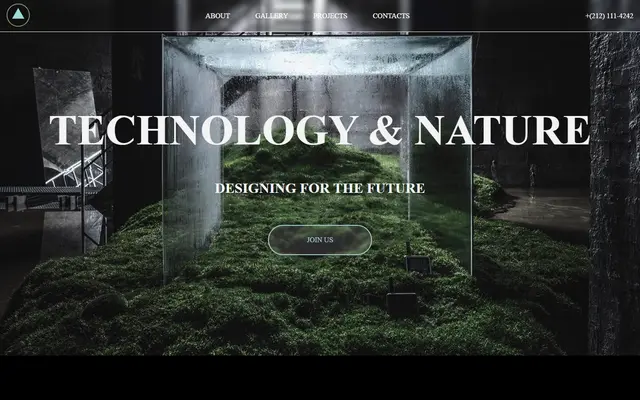 ABOUT GALLERY PROJECTS CONTACTS +(212) 111-4242
TECHNOLOGY & NATURE
DESIGNING FOR THE FUTURE
JOIN US